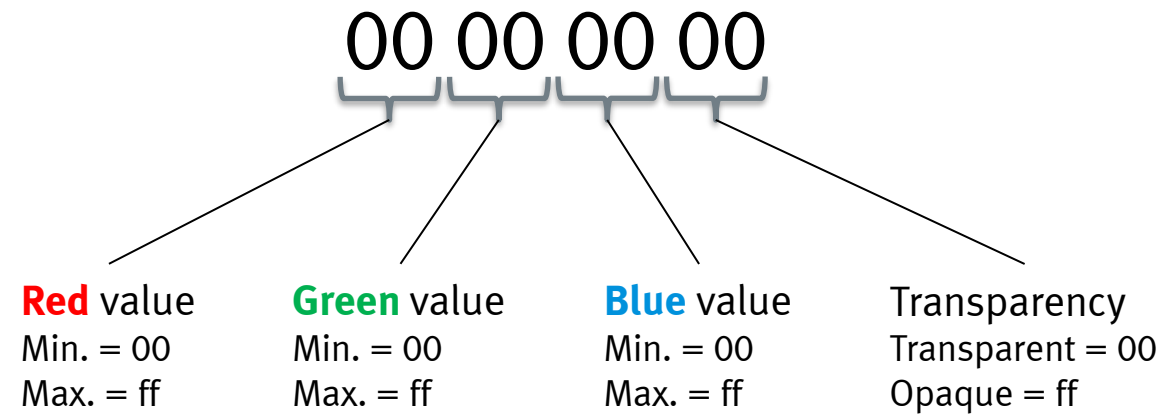 00 00 00 00
Red value Green value Blue value Transparency
Min. = 00 Min. = 00 Min. = 00 Transparent = 00
Max. = ff Max. = ff Max. = ff Opaque = ff